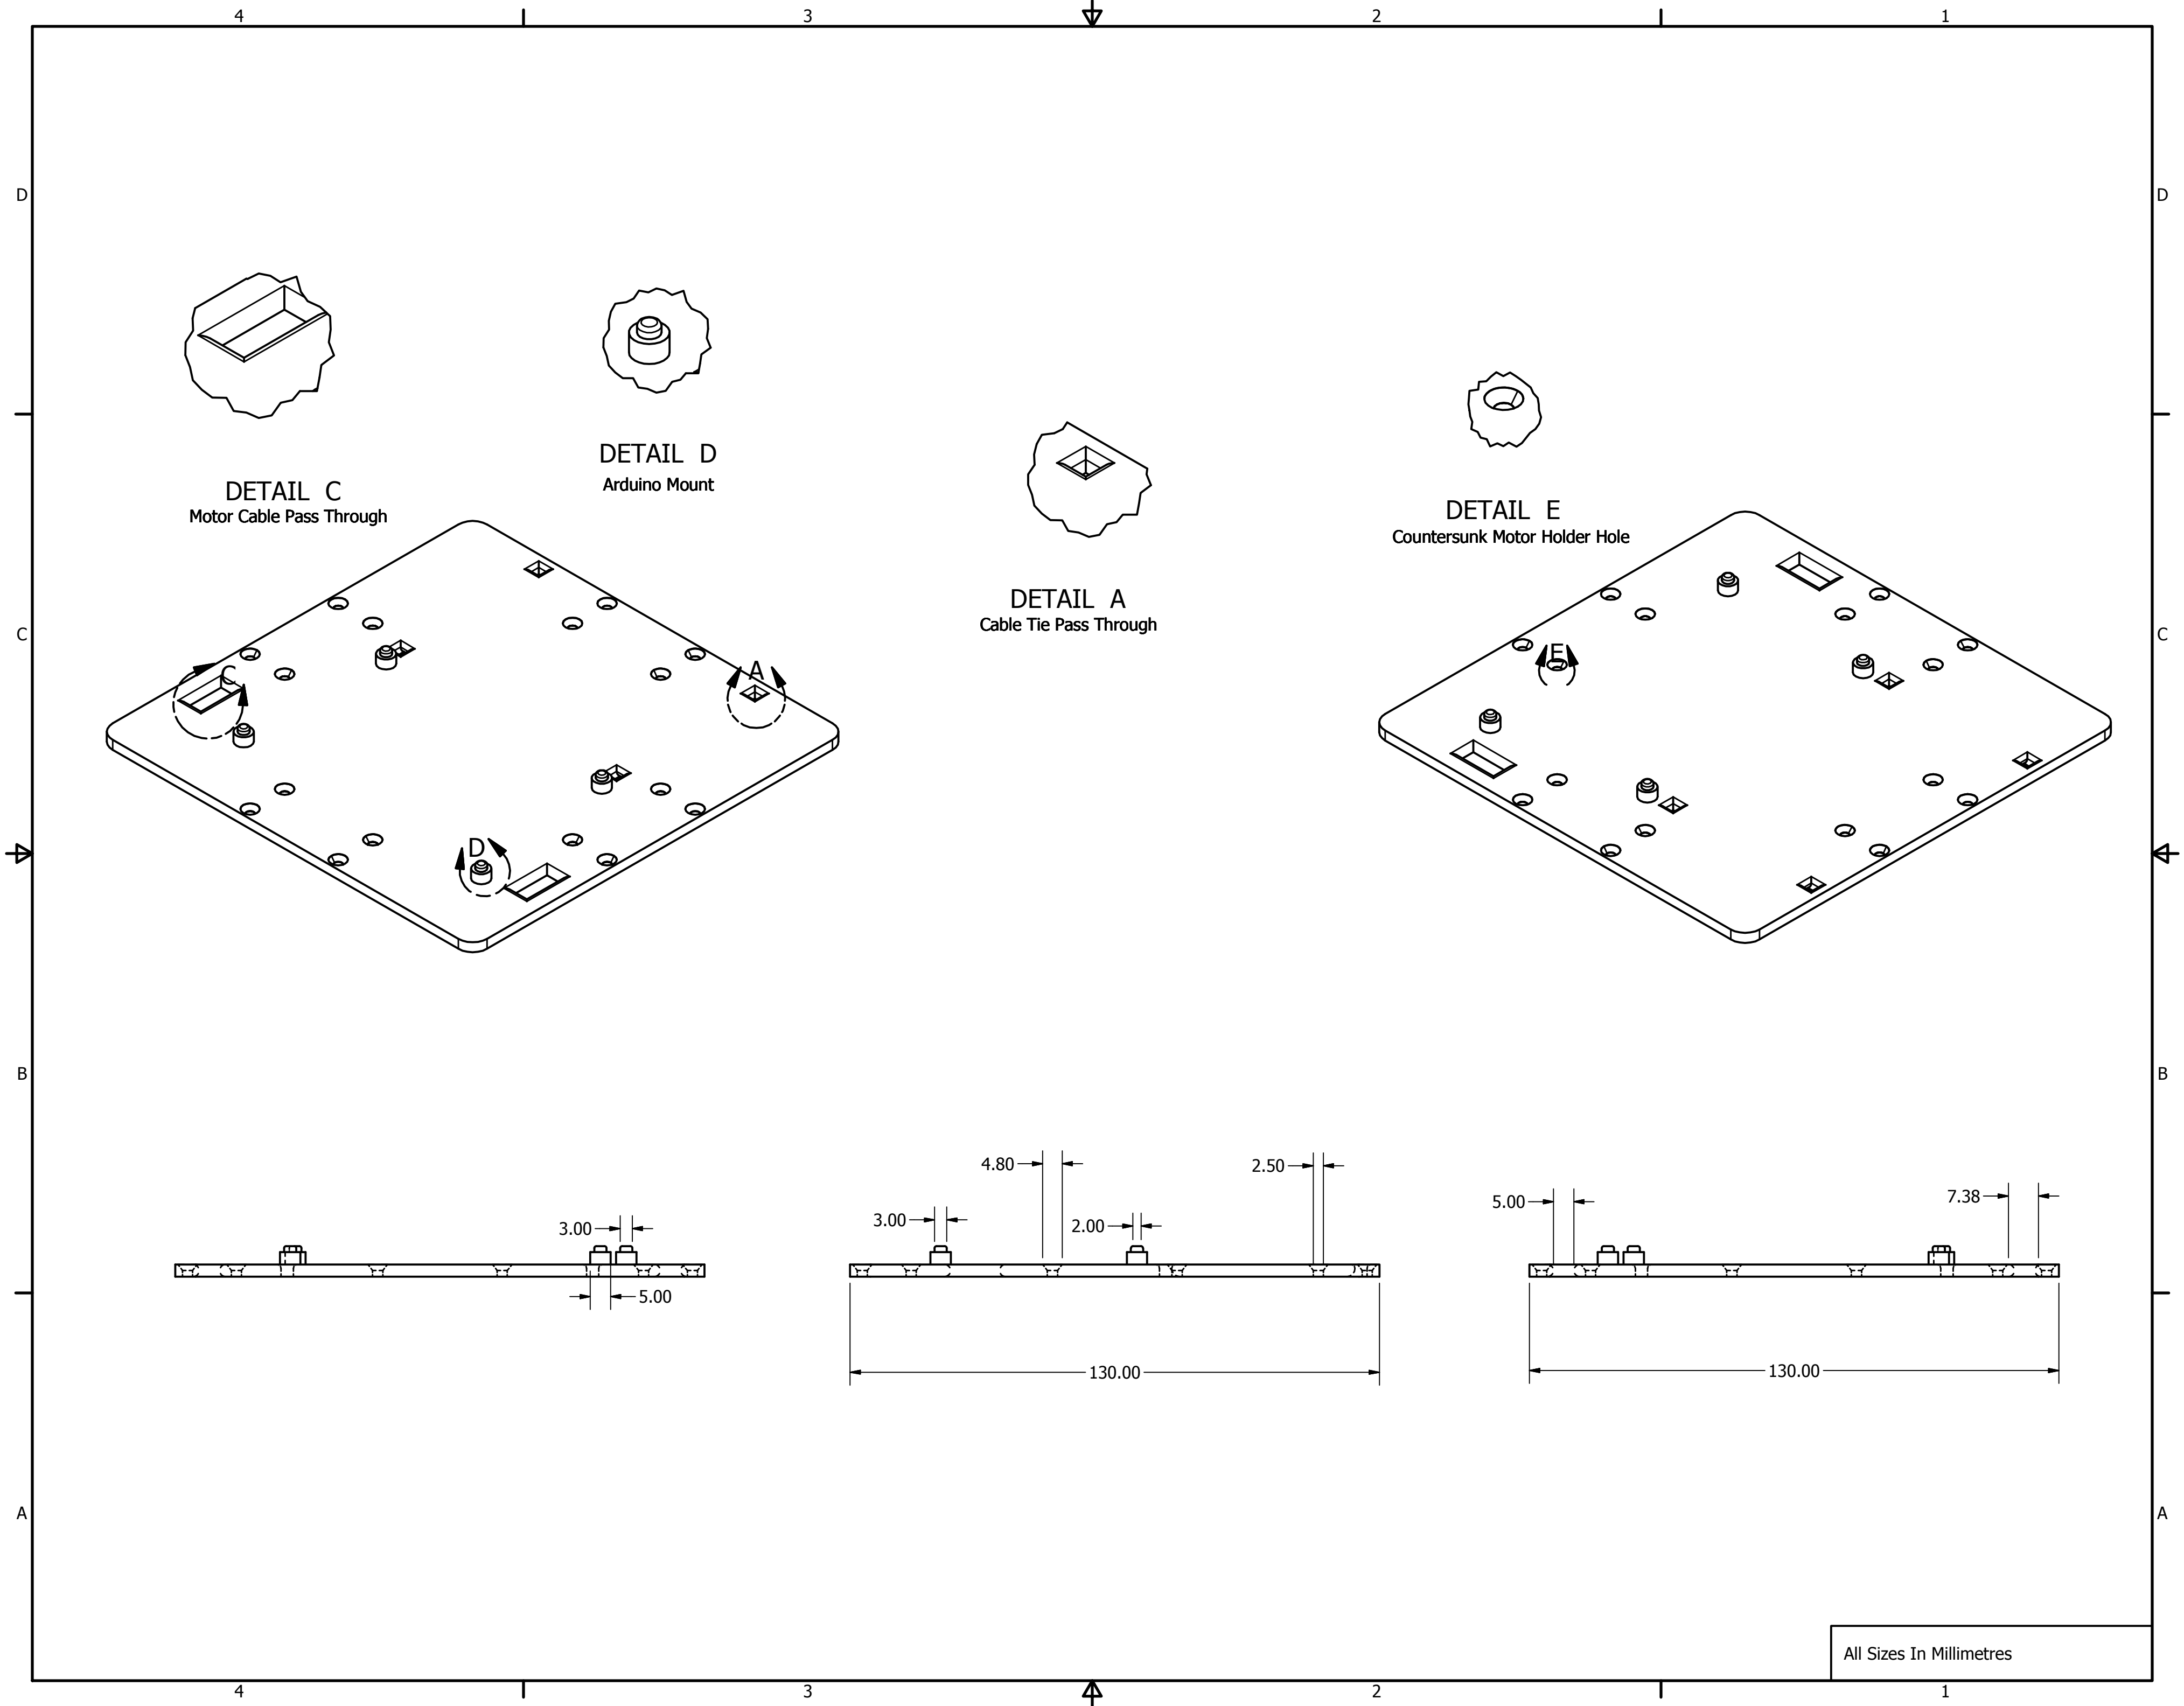 4 3 2 1
D D
DETAIL C
Motor Cable Pass Through
DETAIL D
Arduino Mount
DETAIL A
Cable Tie Pass Through
DETAIL E
Countersunk Motor Holder Hole
C C
C
A
E
D
B B
3.00
5.00
3.00
4.80
2.00
2.50
130.00
5.00
7.38
130.00
A A
All Sizes In Millimetres
4 3 2 1